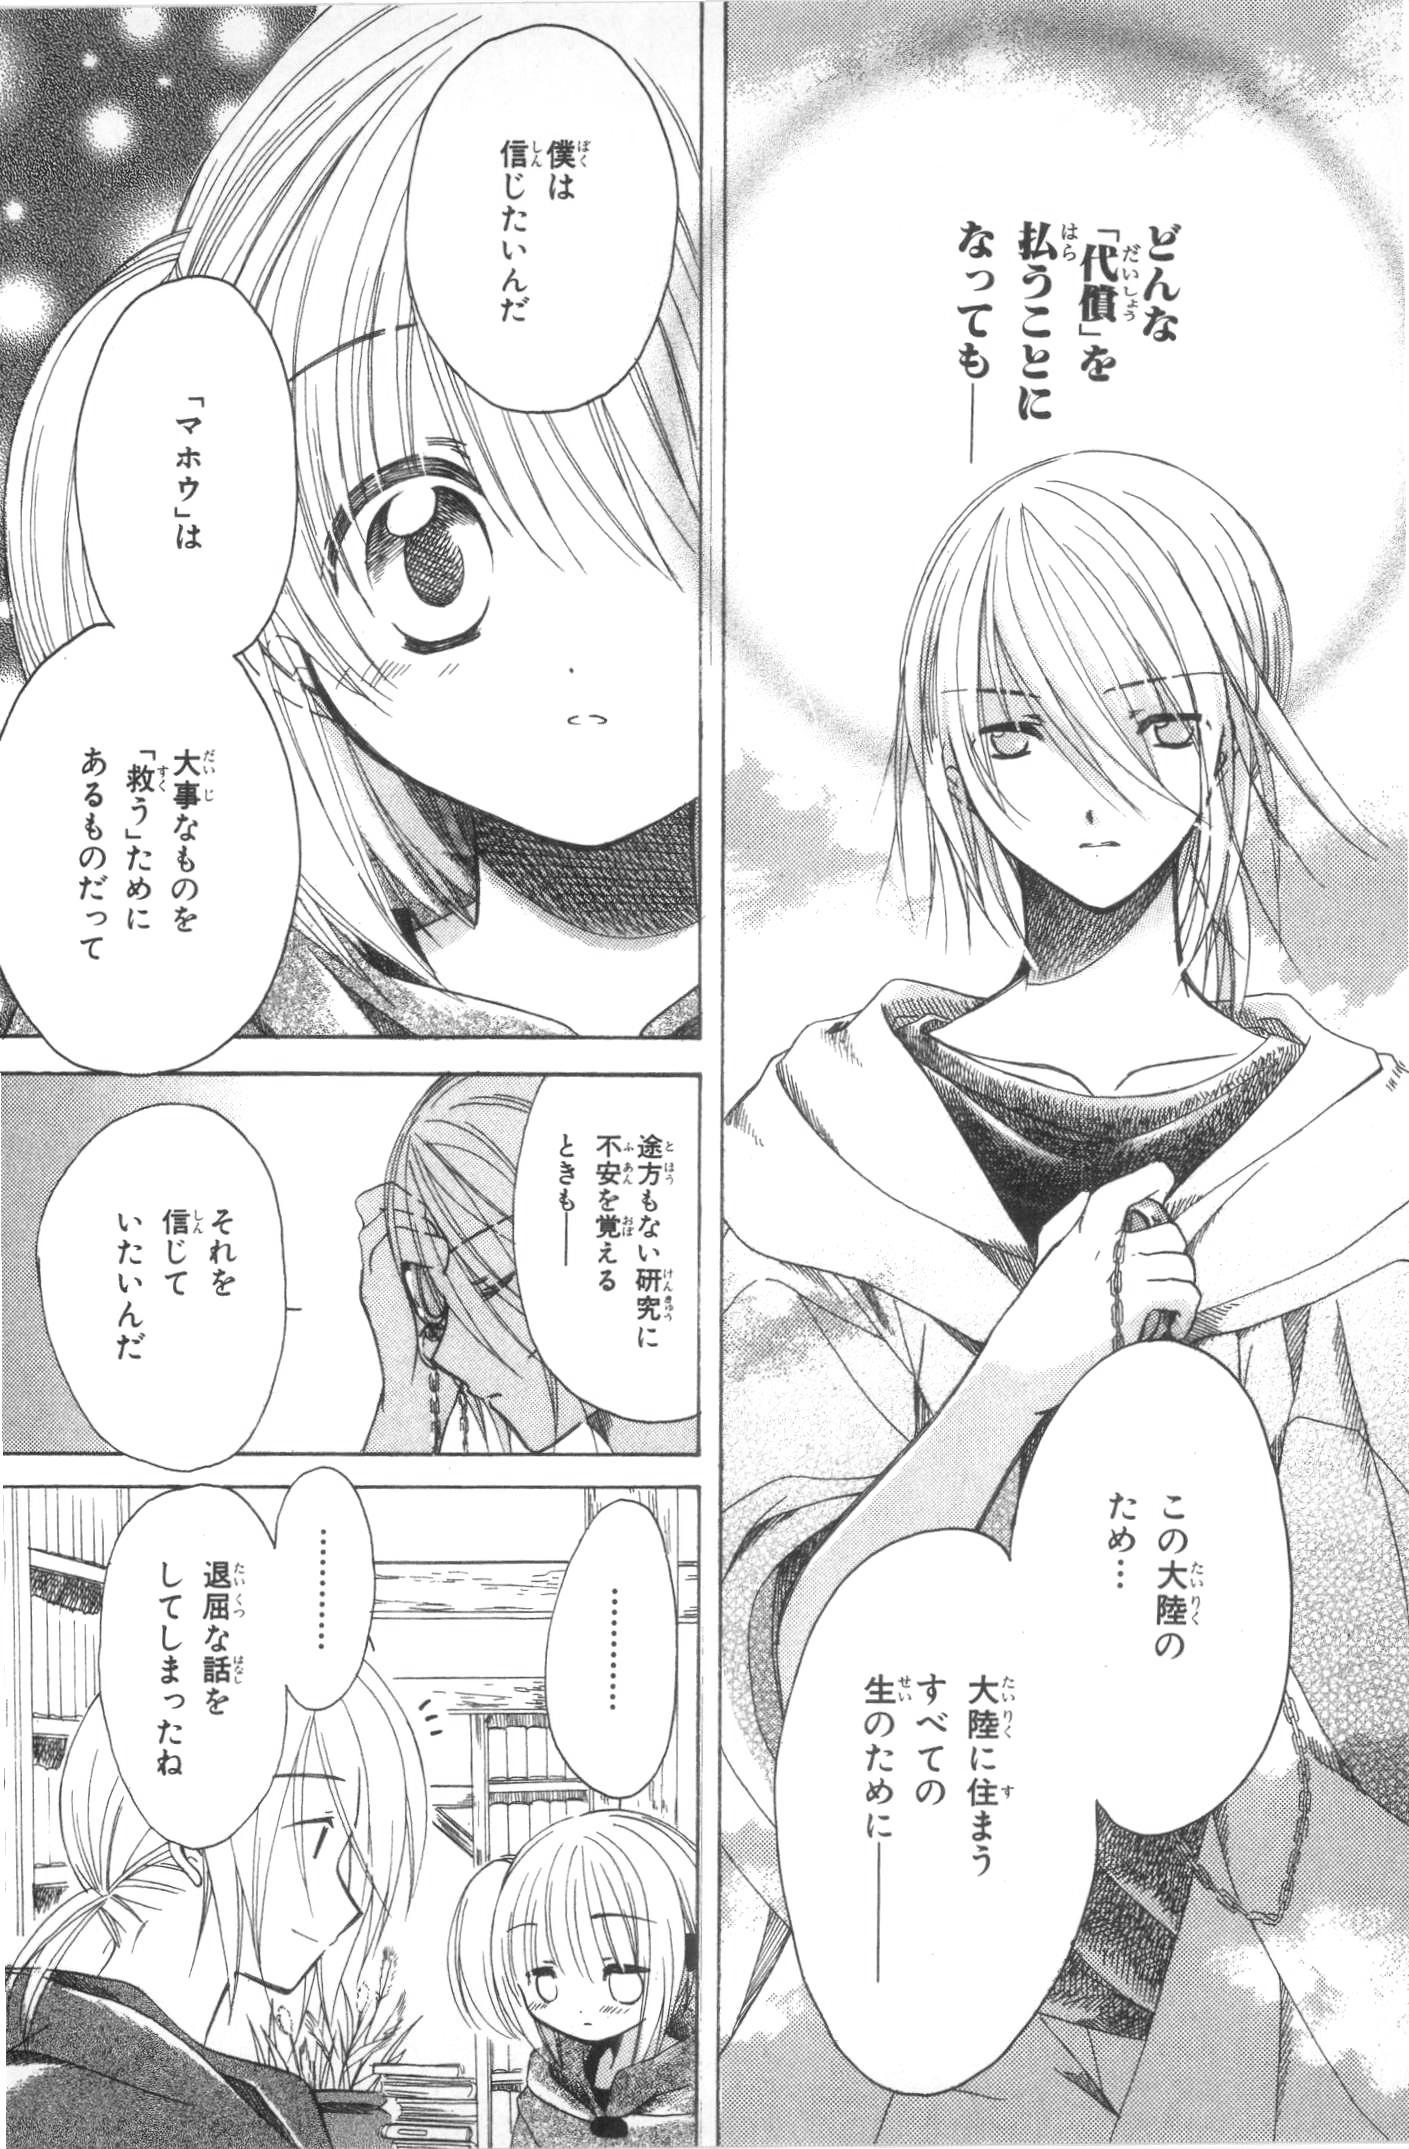 どんな
「代償」を
払うことに
なっても――
この大陸の
ため…
大陸に住まう
すべての
生のために――
僕は
信じたいんだ
「マホウ」は
大事なものを
「救う」ために
あるものだって
途方もない研究に
不安を覚える
ときも――
それを
信じて
いたいんだ
…………
…………
退屈な話を
してしまったね